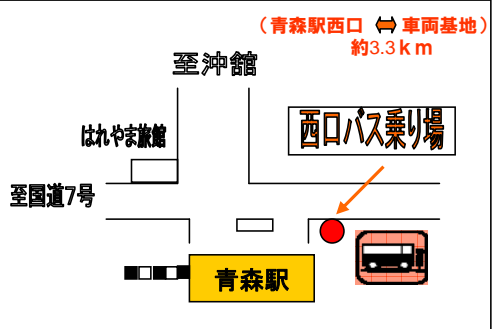 （青森駅西口 ⇔ 車両基地）
約3.3ｋｍ
至沖舘
西口バス乗り場
はれやま旅館
至国道7号
青森駅